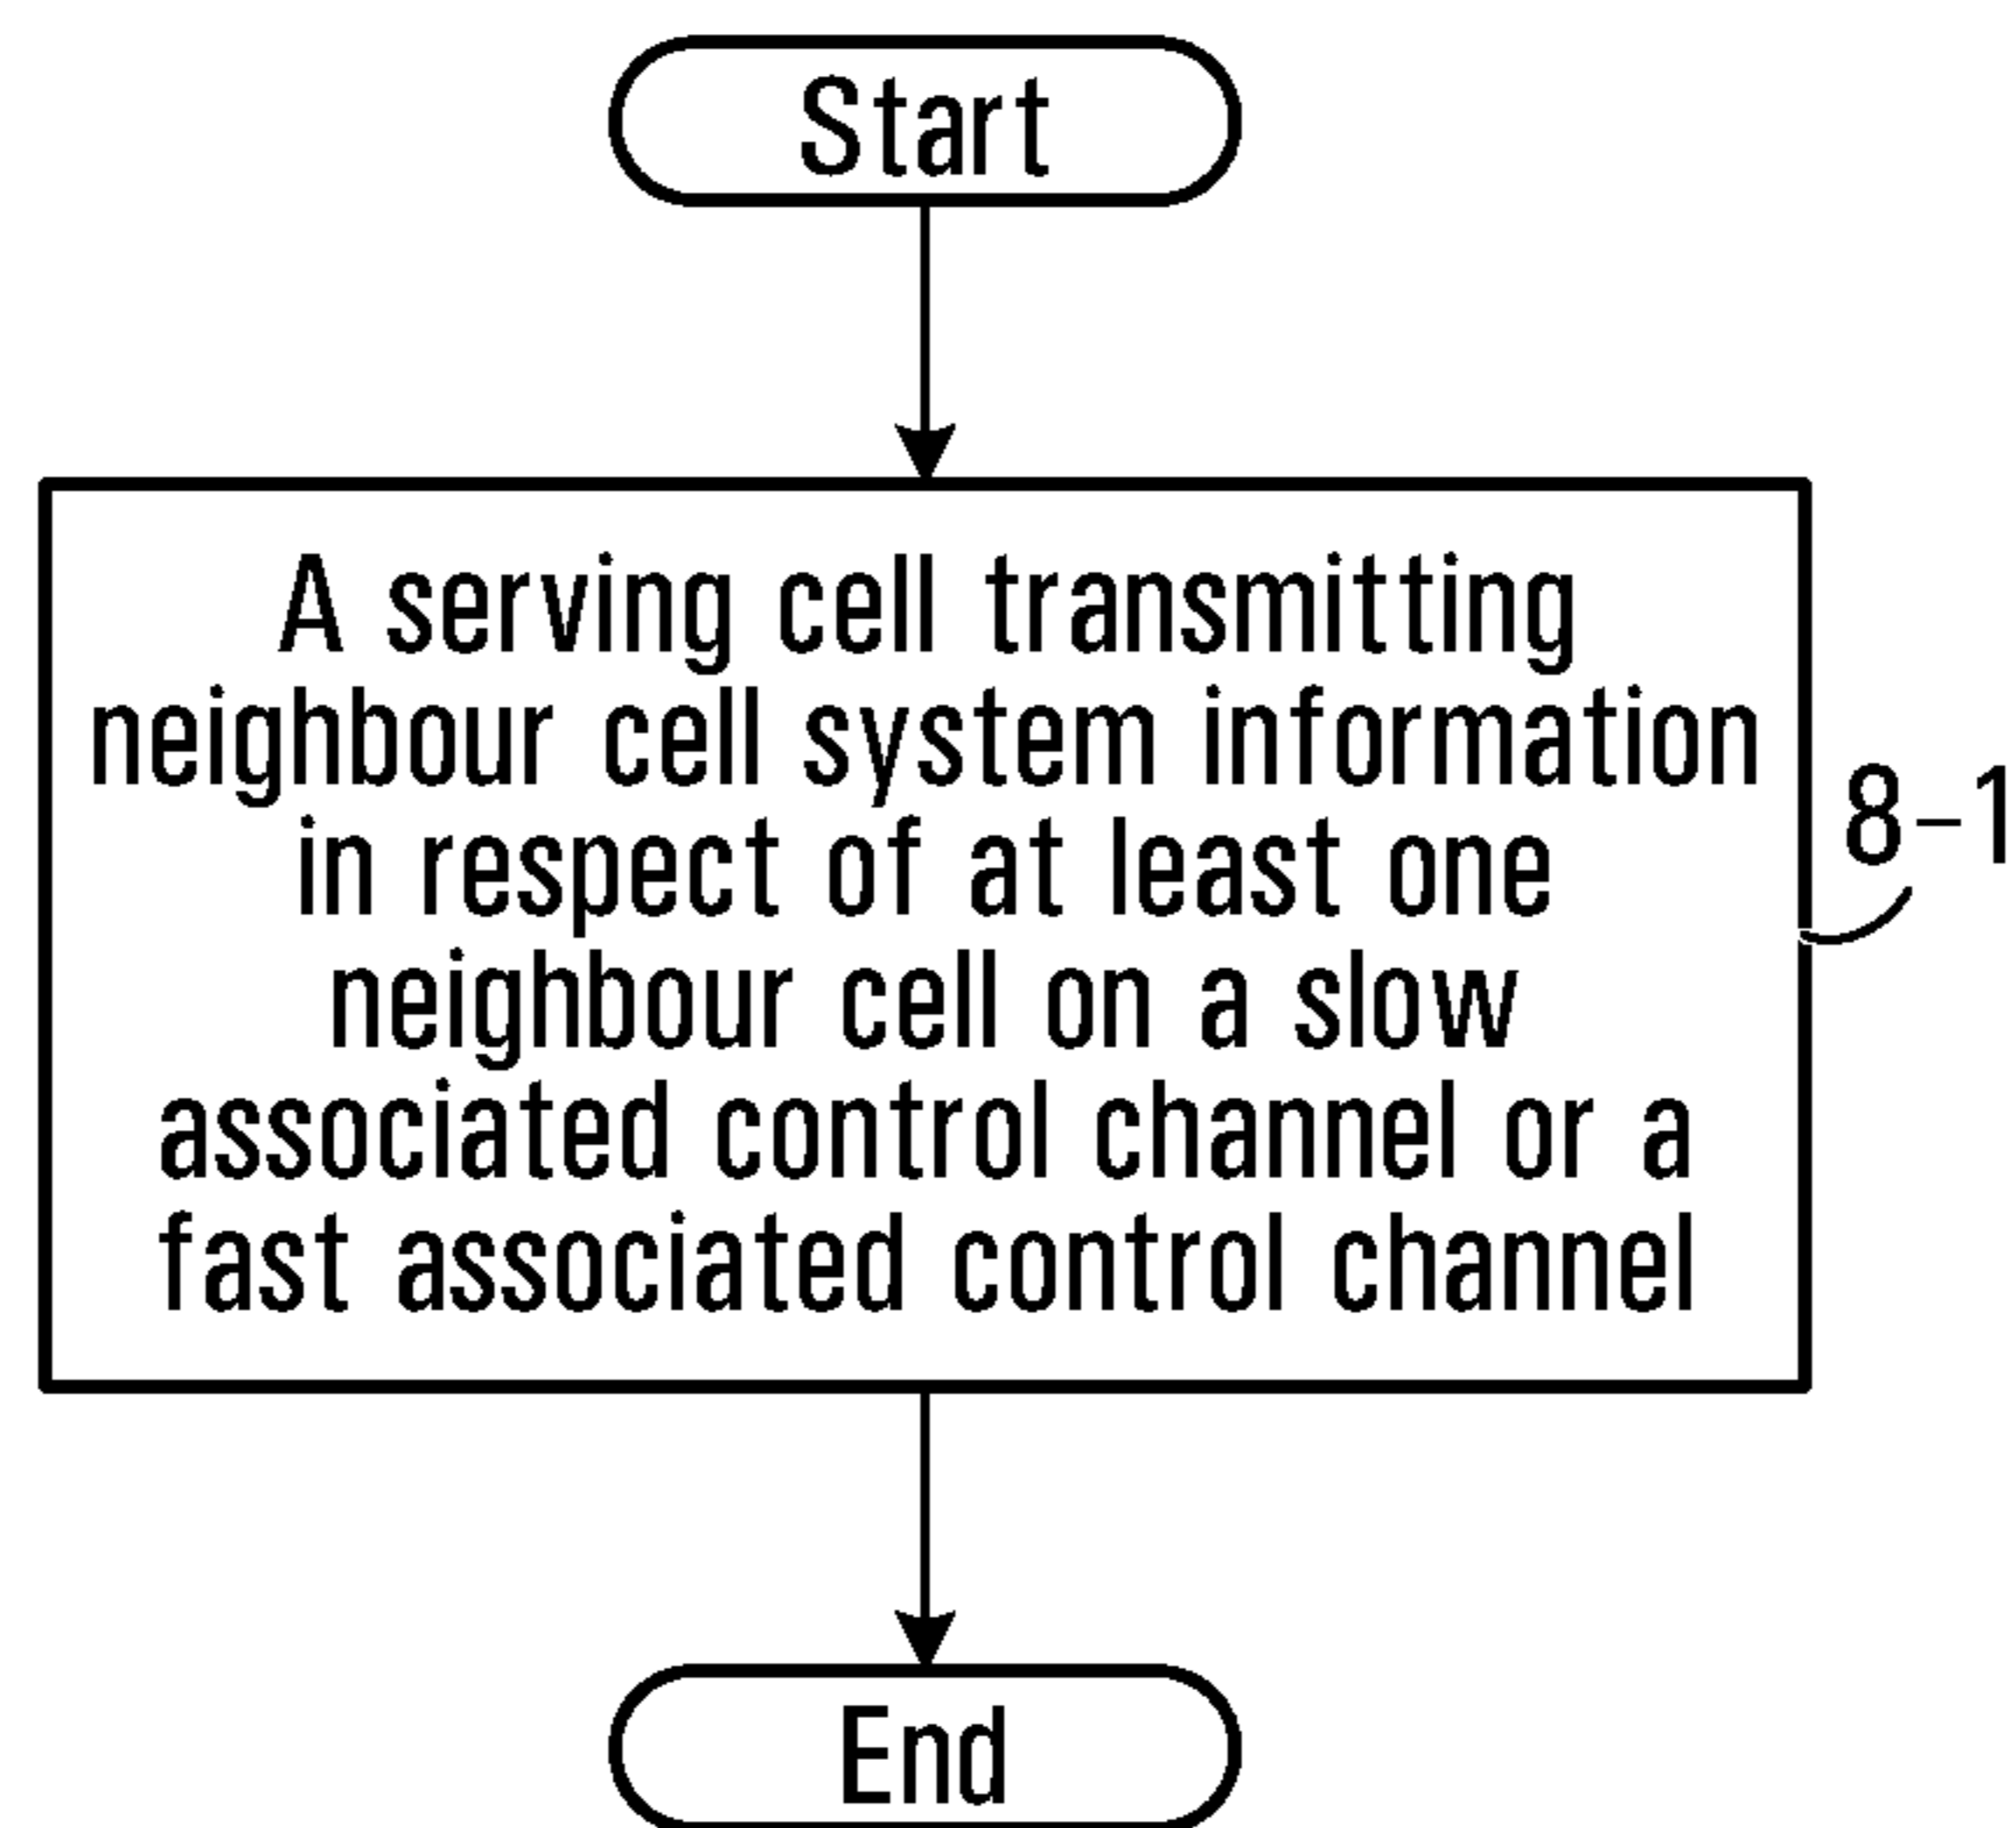 Start
A serving cell transmitting
neighbour cell system information
in respect of at least one
neighbour cell on a slow
associated control channel or a
fast associated control channel
8-1
End